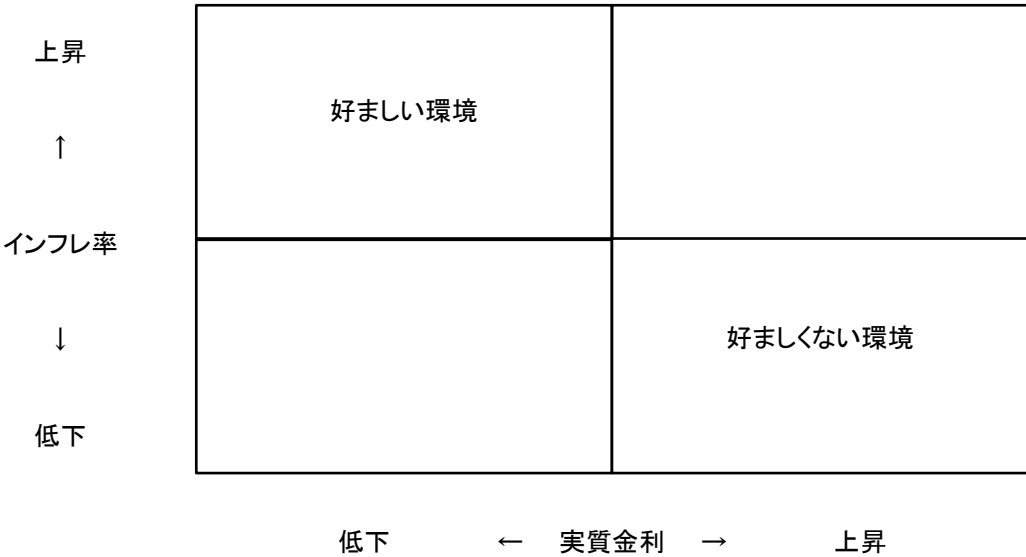 上昇
好ましい環境
↑
インフレ率
↓
好ましくない環境
低下
低下 ← 実質金利 → 上昇